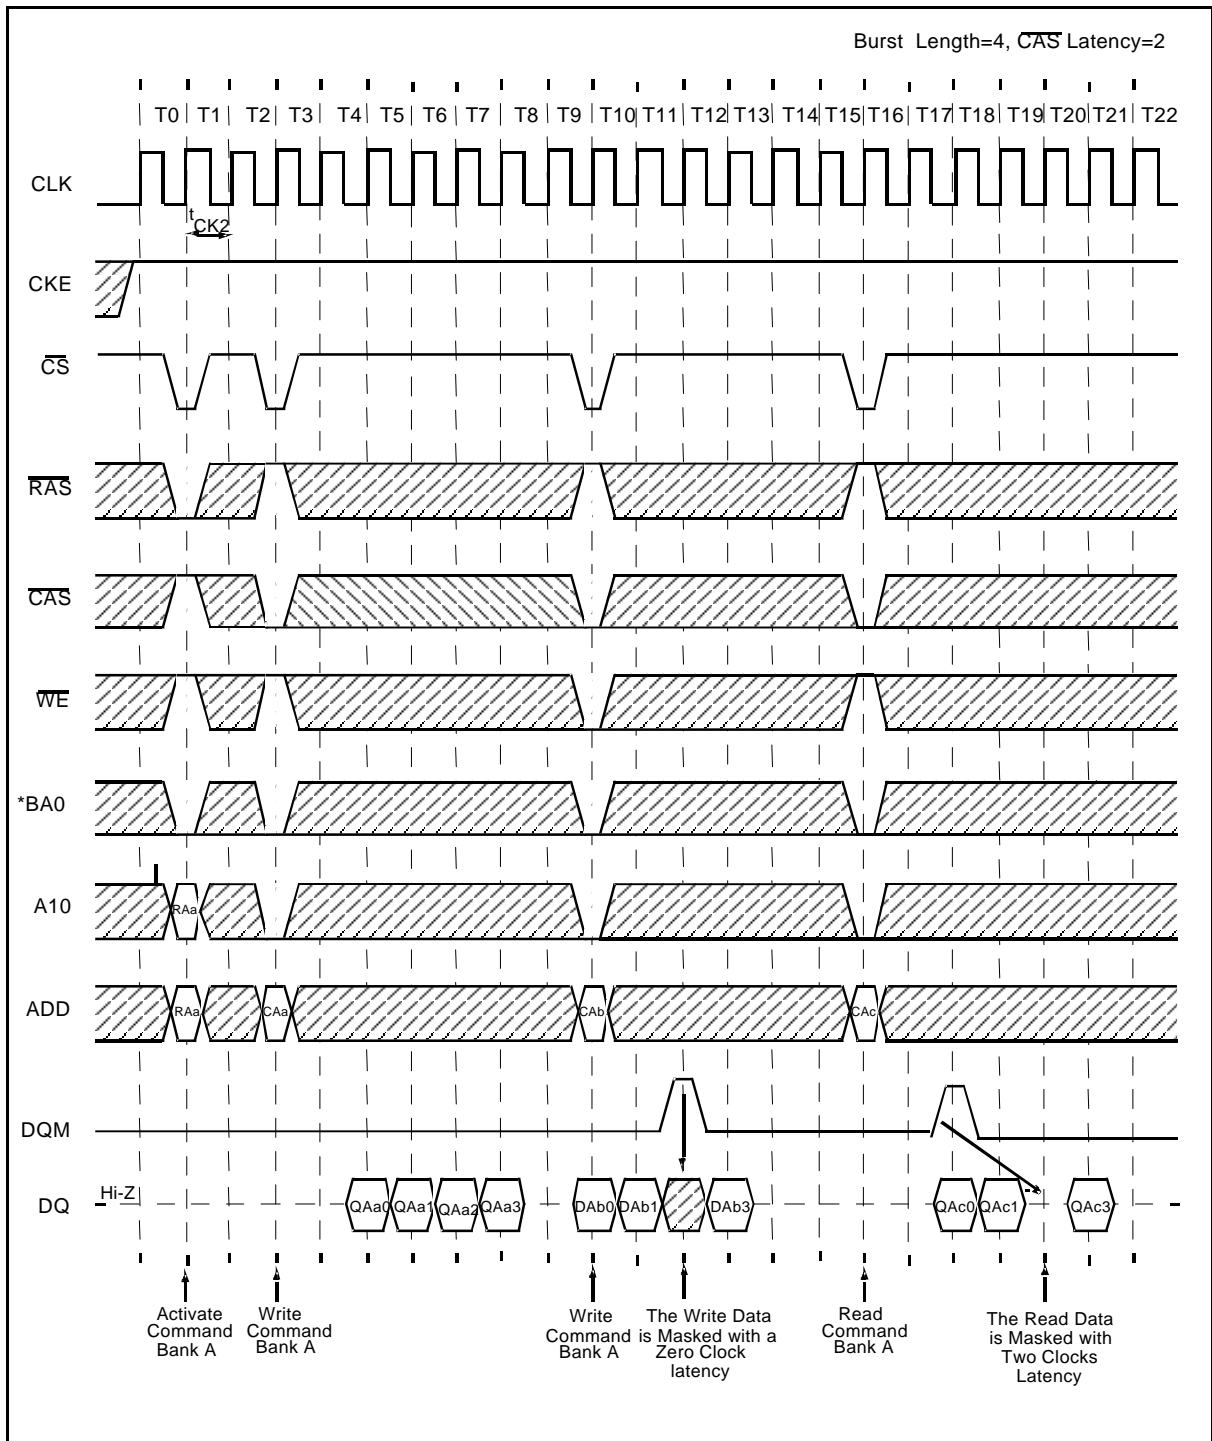 Burst Length=4, CAS Latency=2
T0 T1 T2 T3 T4 T5 T6 T7 T8 T9 T10 T11 T12 T13 T14 T15 T16 T17 T18 T19 T20 T21 T22
CLK
tCK2
CKE
CS
RAS
CAS
WE
*BA0
A10
RAa
ADD
RAa CAa CAb CAc
DQM
DQ
Hi-Z
QAa0 QAa1 QAa2 QAa3 DAb0 DAb1 DAb3 QAc0 QAc1 QAc3
Activate
Command
Bank A
Write
Command
Bank A
Write
Command
Bank A
The Write Data
is Masked with a
Zero Clock
latency
Read
Command
Bank A
The Read Data
is Masked with
Two Clocks
Latency